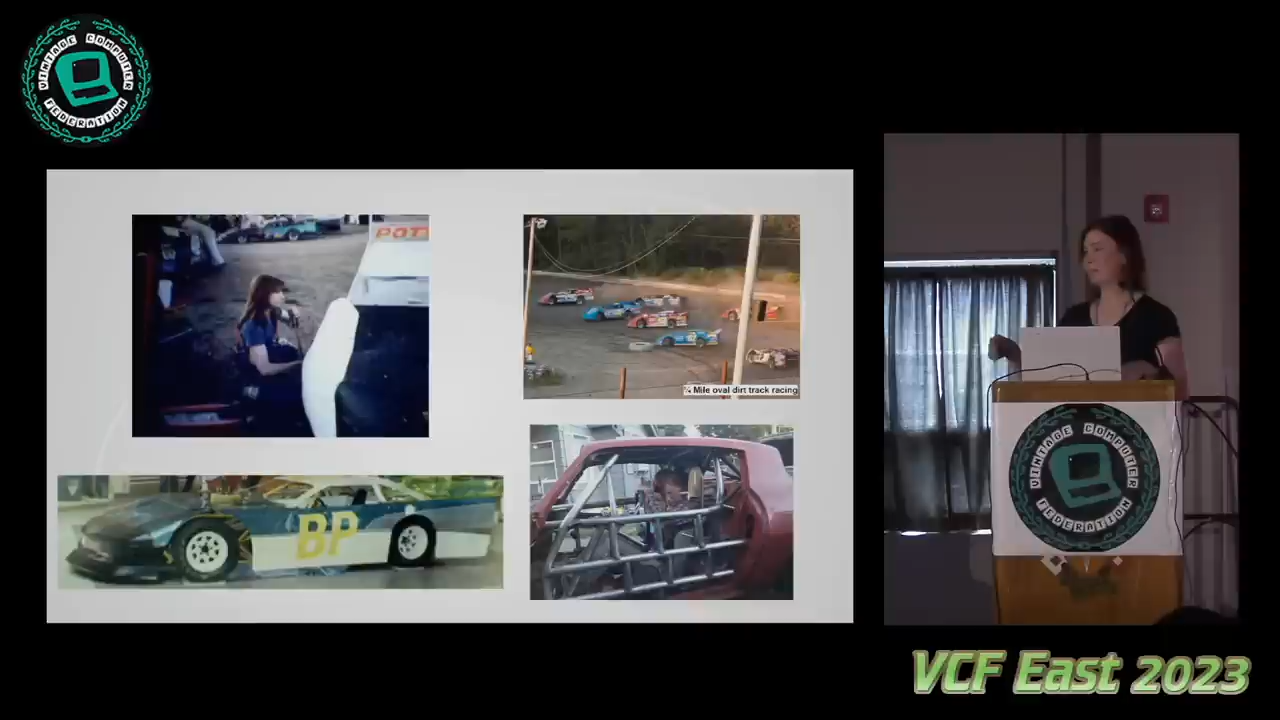 VINTAGE COMPUTER
FEDERATION
POT
¼ Mile oval dirt track racing
BP
VINTAGE COMPUTER
FEDERATION
VCF East 2023